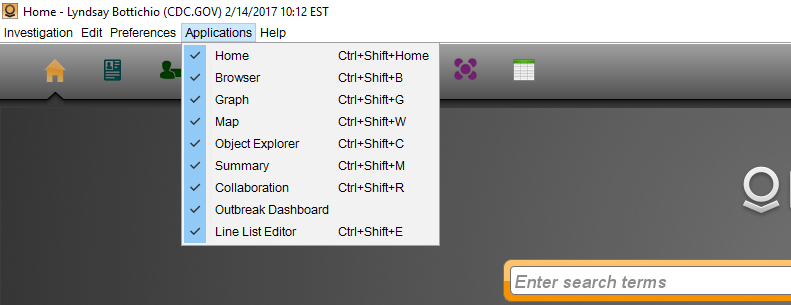 Home - Lyndsay Bottichio (CDC.GOV) 2/14/2017 10:12 EST
Investigation Edit Preferences Applications Help
Home Ctrl+Shift+Home
Browser Ctrl+Shift+B
Graph Ctrl+Shift+G
Map Ctrl+Shift+W
Object Explorer Ctrl+Shift+C
Summary Ctrl+Shift+M
Collaboration Ctrl+Shift+R
Outbreak Dashboard
Line List Editor Ctrl+Shift+E
Enter search terms